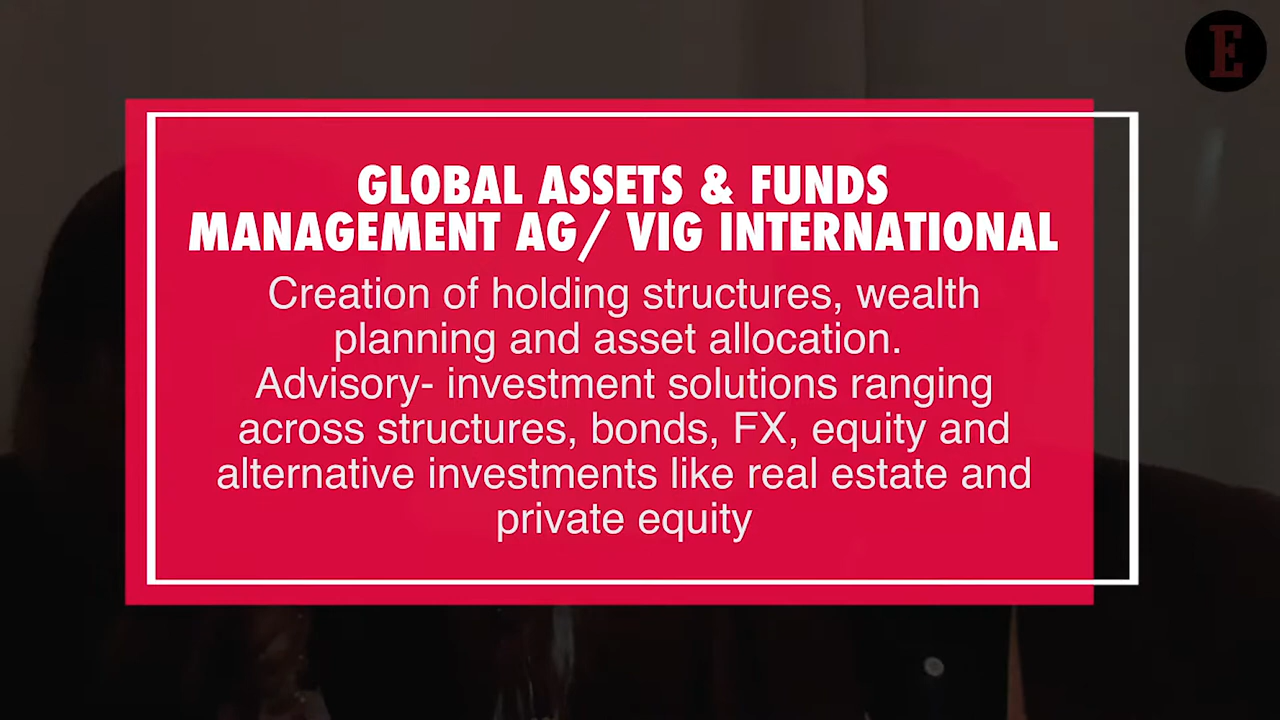 E
GLOBAL ASSETS & FUNDS
MANAGEMENT AG/ VIG INTERNATIONAL
Creation of holding structures, wealth
planning and asset allocation.
Advisory- investment solutions ranging
across structures, bonds, FX, equity and
alternative investments like real estate and
private equity